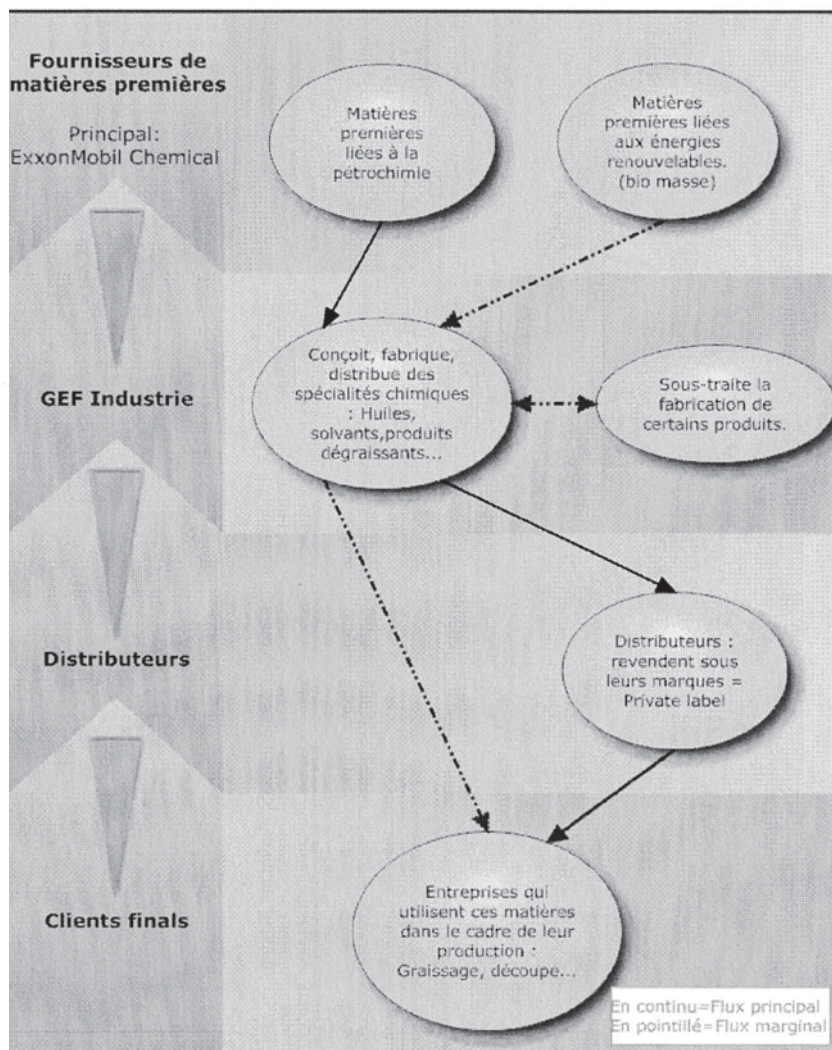 Fournisseurs de
matières premières
Principal:
ExxonMobil Chemical
Matières
premières
liées à la
pétrochimie
Matières
premières liées
aux énergies
renouvelables.
(bio masse)
GEF Industrie
Conçoit, fabrique,
distribue des
spécialités chimiques
: Huiles,
solvants,produits
dégraissants...
Sous-traite la
fabrication de
certains produits.
Distributeurs
Distributeurs :
revendent sous
leurs marques =
Private label
Clients finals
Entreprises qui
utilisent ces matières
dans le cadre de leur
production :
Graissage, découpe...
En continu=Flux principal
En pointillé=Flux marginal